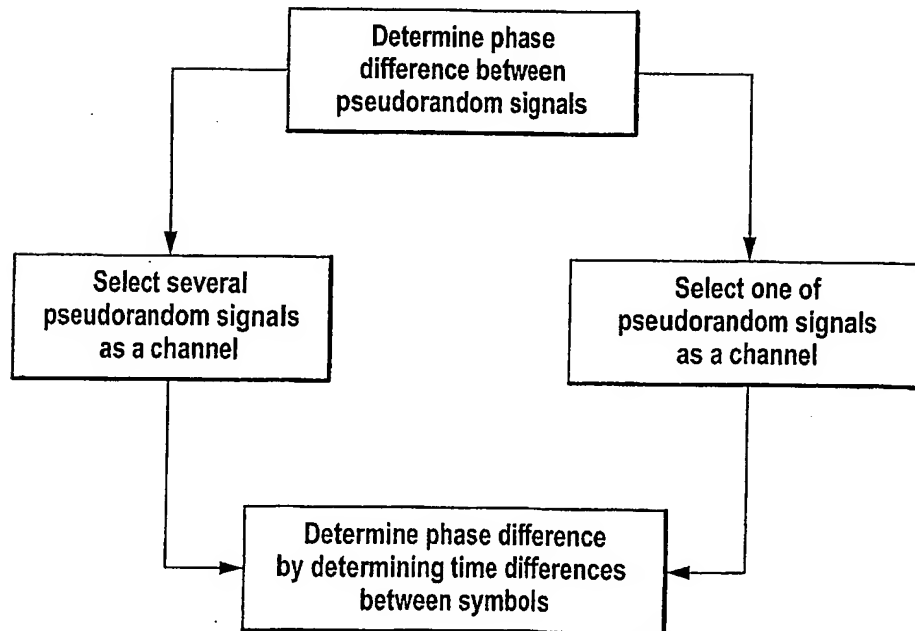 Determine phase
difference between
pseudorandom signals
Select several
pseudorandom signals
as a channel
Select one of
pseudorandom signals
as a channel
Determine phase difference
by determining time differences
between symbols